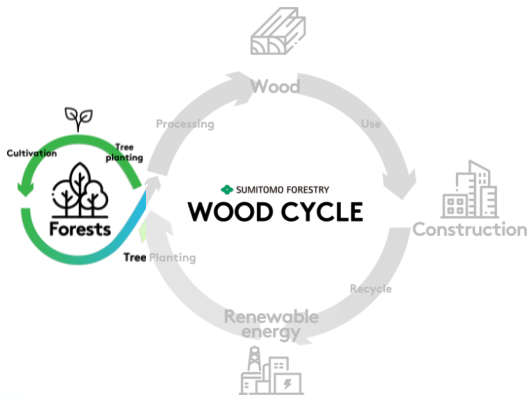 Wood
Processing
Use
Cultivation
Tree
planting
Forests
SUMITOMO FORESTRY
WOOD CYCLE
Construction
Tree Planting
Recycle
Renewable
energy